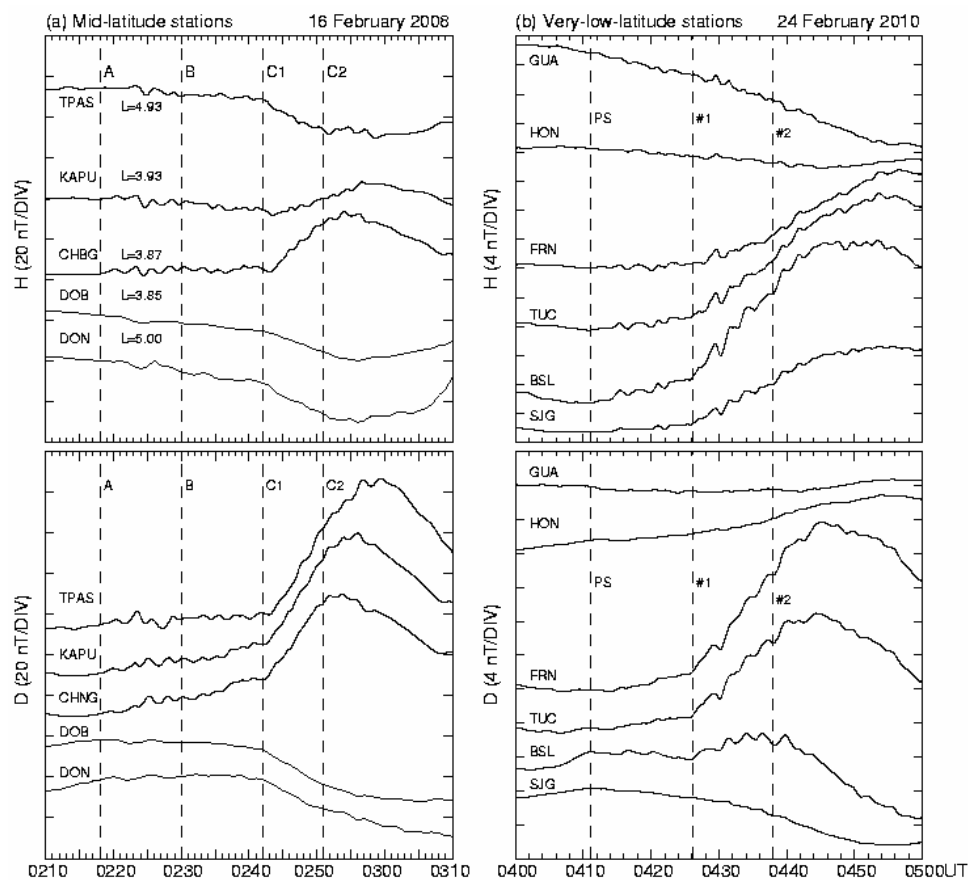 (a) Mid-latitude stations 16 February 2008
A B C1 C2
TPAS L=4.93
KAPU L=3.93
CHBG L=3.87
DOB L=3.85
DON L=5.00
H (20 nT/DIV)
A B C1 C2
TPAS
KAPU
CHNG
DOB
DON
D (20 nT/DIV)
0210 0220 0230 0240 0250 0300 0310
(b) Very-low-latitude stations 24 February 2010
GUA
HON
PS #1 #2
FRN
TUC
BSL
SJG
H (4 nT/DIV)
GUA
HON
PS #1
#2
FRN
TUC
BSL
SJG
D (4 nT/DIV)
0400 0410 0420 0430 0440 0450 0500UT